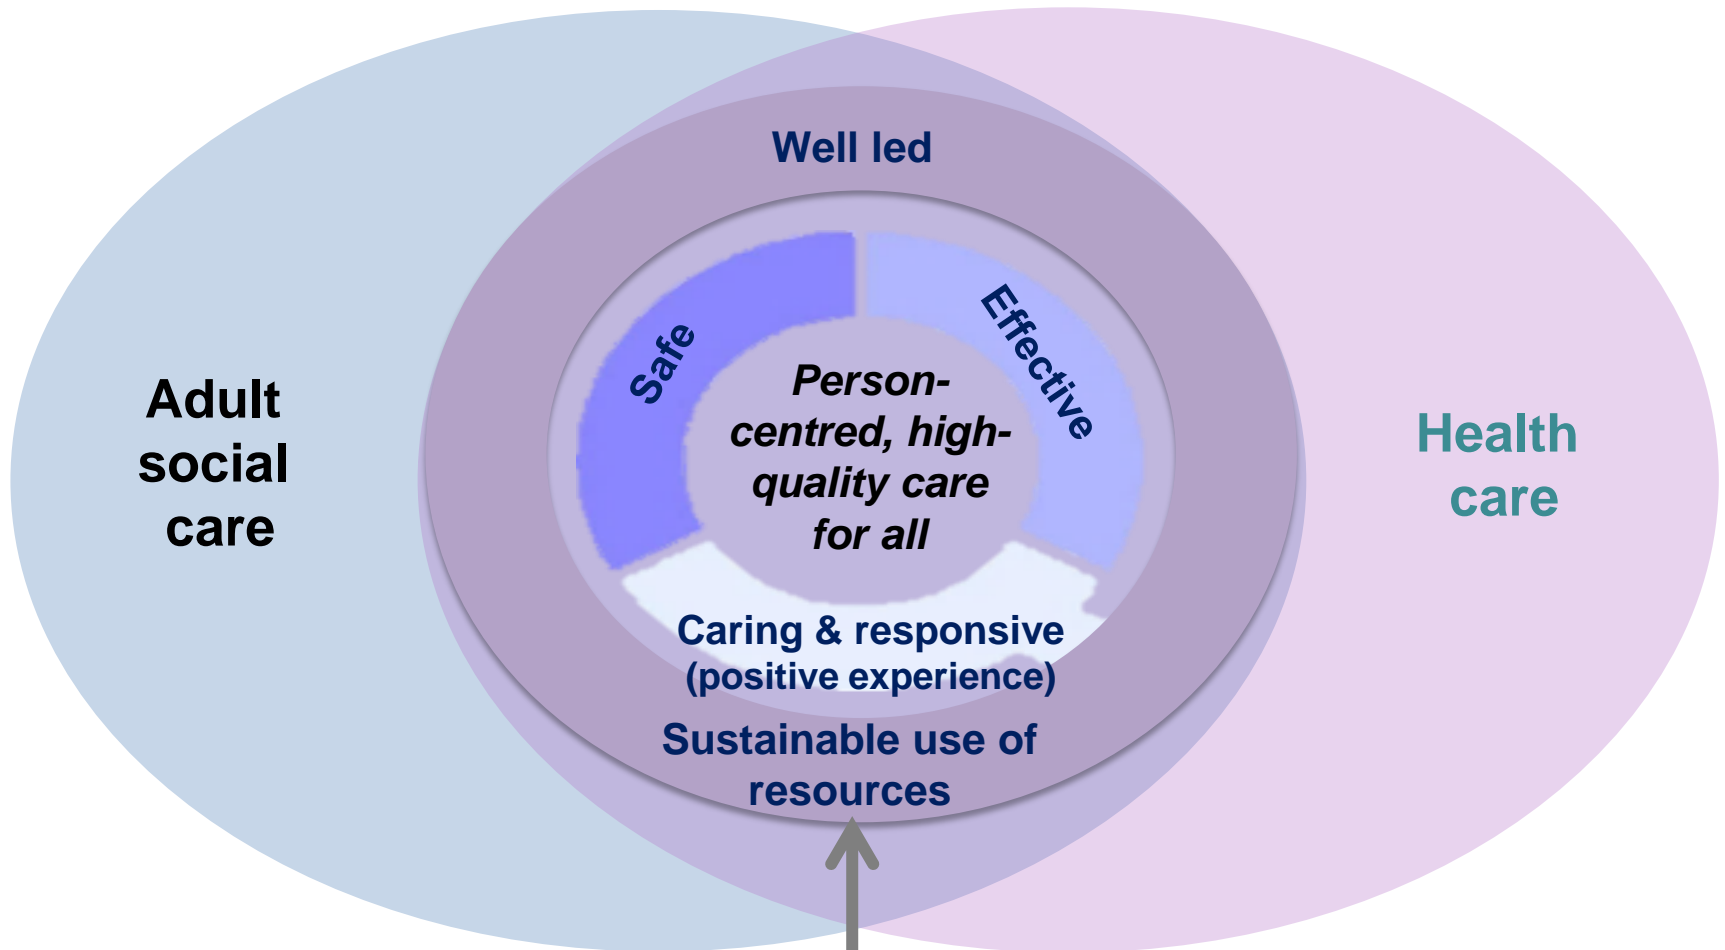 Well led
Safe
Effective
Person-
centred, high-
quality care
for all
Adult
social
care
Health
care
Caring & responsive
(positive experience)
Sustainable use of
resources